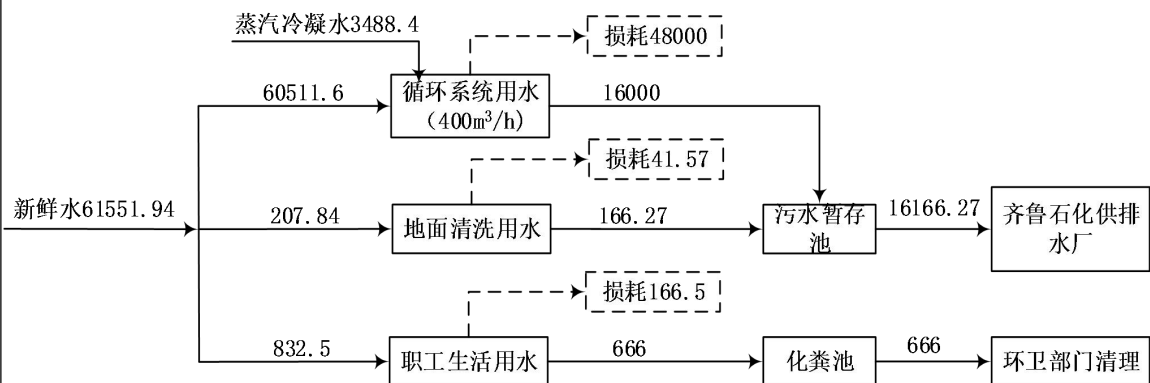 蒸汽冷凝水3488.4
损耗48000
60511.6
循环系统用水
（400m³/h)
16000
损耗41.57
新鲜水61551.94
207.84
地面清洗用水
166.27
污水暂存
池
16166.27
齐鲁石化供排
水厂
损耗166.5
832.5
职工生活用水
666
化粪池
666
环卫部门清理